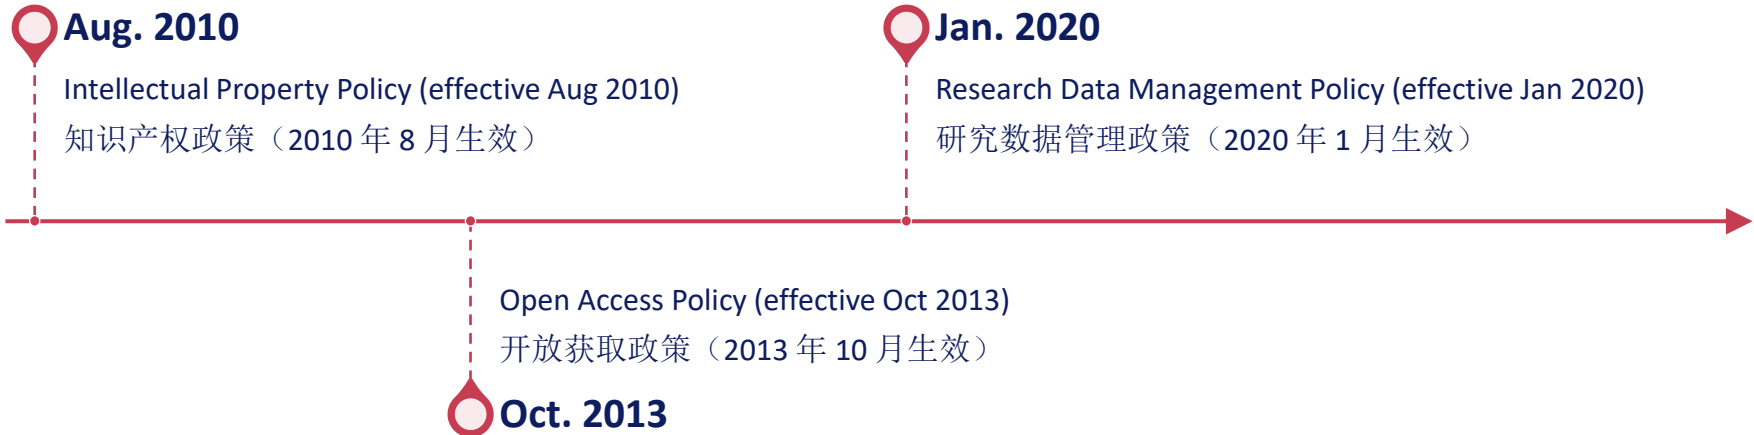 Aug. 2010
Intellectual Property Policy (effective Aug 2010)
知识产权政策（2010 年 8 月生效）
Jan. 2020
Research Data Management Policy (effective Jan 2020)
研究数据管理政策（2020 年 1 月生效）
Open Access Policy (effective Oct 2013)
开放获取政策（2013 年 10 月生效）
Oct. 2013